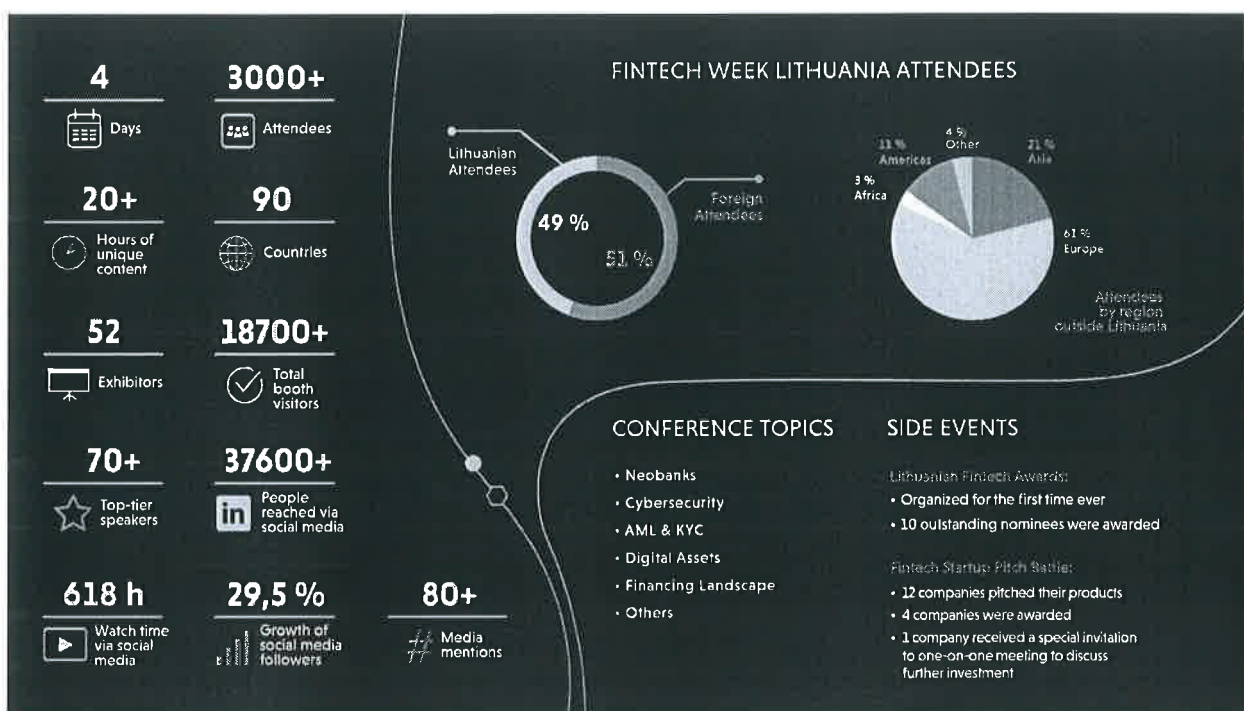 4
Days
3000+
Attendees
20+
Hours of
unique
content
90
Countries
52
Exhibitors
18700+
Total
booth
visitors
70+
Top-tier
speakers
37600+
in
People
reached via
social media
618 h
Watch time
via social
media
29,5 %
Growth of
social media
followers
80+
#
Media
mentions
FINTECH WEEK LITHUANIA ATTENDEES
Lithuanian
Attendees
49 %
51 %
Foreign
Attendees
4 %
Other
11 %
Americas
21 %
Asia
3 %
Africa
61 %
Europe
Attendees
by region
outside Lithuania
CONFERENCE TOPICS
• Neobanks
• Cybersecurity
• AML & KYC
• Digital Assets
• Financing Landscape
• Others
SIDE EVENTS
Lithuanian Fintech Awards:
• Organized for the first time ever
• 10 outstanding nominees were awarded
Fintech Startup Pitch Battle:
• 12 companies pitched their products
• 4 companies were awarded
• 1 company received a special invitation
to one-on-one meeting to discuss
further investment